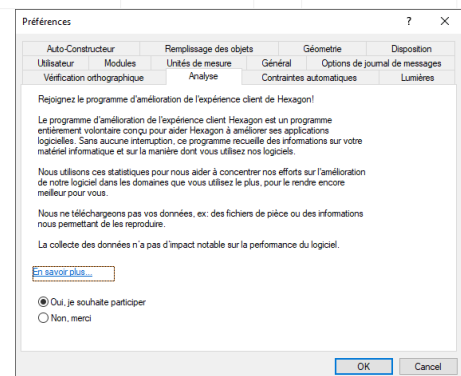 Préférences
Auto-Constructeur Remplissage des objets Géométrie Disposition
Utilisateur Modules Unités de mesure Général Options de journal de messages
Vérification orthographique Analyse Contraintes automatiques Lumières
Rejoignez le programme d'amélioration de l'expérience client de Hexagon!
Le programme d'amélioration de l'expérience client Hexagon est un programme
entièrement volontaire conçu pour aider Hexagon à améliorer ses applications
logicielles. Sans aucune interruption, ce programme recueille des informations sur votre
matériel informatique et sur la manière dont vous utilisez nos logiciels.
Nous utilisons ces statistiques pour nous aider à concentrer nos efforts sur l'amélioration
de notre logiciel dans les domaines que vous utilisez le plus, pour le rendre encore
meilleur pour vous.
Nous ne téléchargeons pas vos données, ex: des fichiers de pièce ou des informations
nous permettant de les reproduire.
La collecte des données n'a pas d'impact notable sur la performance du logiciel.
En savoir plus...
Oui, je souhaite participer
Non, merci
OK Cancel